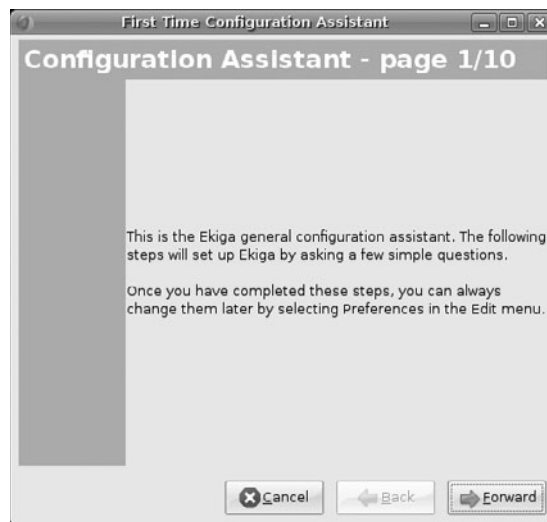 First Time Configuration Assistant
Configuration Assistant - page 1/10
This is the Ekiga general configuration assistant. The following
steps will set up Ekiga by asking a few simple questions.
Once you have completed these steps, you can always
change them later by selecting Preferences in the Edit menu.
Cancel
Back
Forward